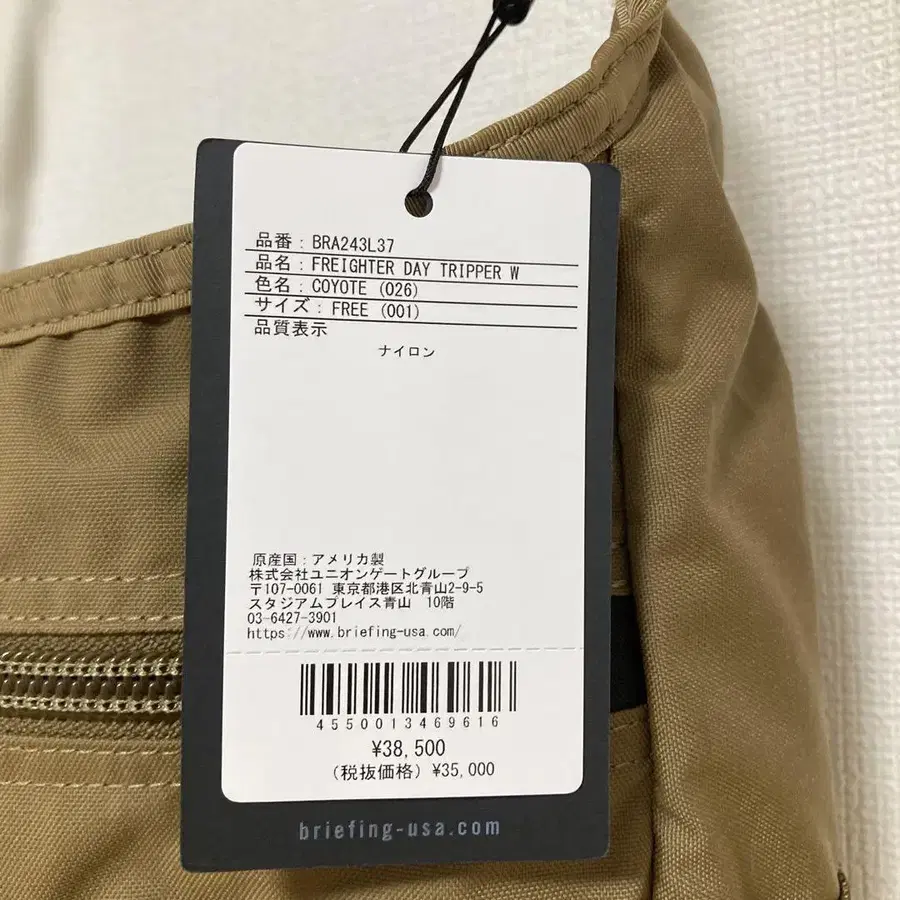 品番：BRA243L37
品名：FREIGHTER DAY TRIPPER W
色名：COYOTE (026)
サイズ：FREE (001)
品質表示
ナイロン
原産国：アメリカ製
株式会社ユニオンゲートグループ
〒107-0061 東京都港区北青山2-9-5
スタジアムプレイス青山　10階
03-6427-3901
https://www.briefing-usa.com/
4550013469616
¥38,500
(税抜価格) ¥35,000
briefing-usa.com